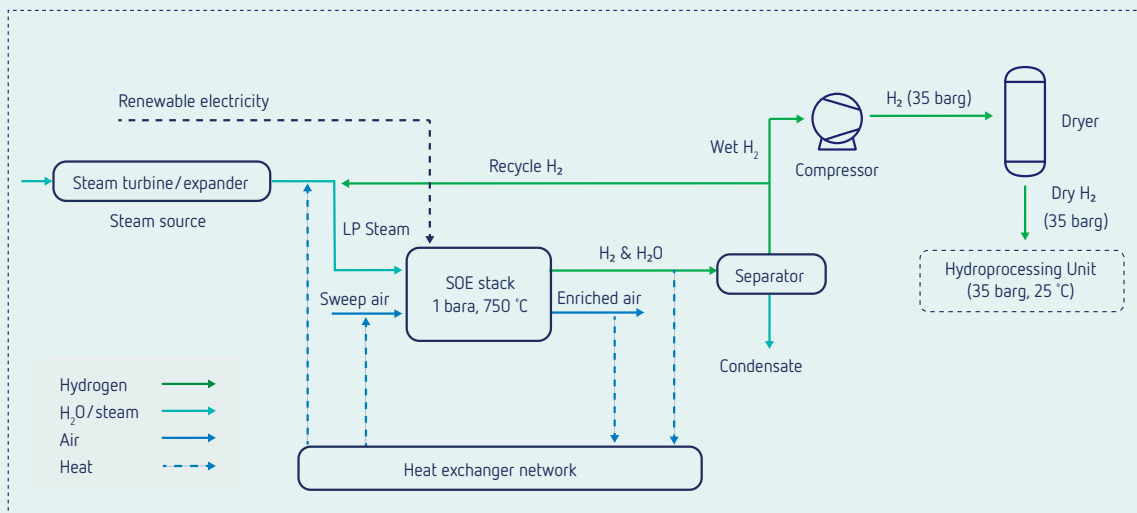 Renewable electricity
Steam turbine/expander
Steam source
LP Steam
Recycle H₂
Wet H₂
Compressor
H₂ (35 barg)
Dryer
Dry H₂
(35 barg)
Hydroprocessing Unit
(35 barg, 25 ˚C)
SOE stack
1 bara, 750 ˚C
Sweep air
H₂ & H₂O
Enriched air
Separator
Condensate
Heat exchanger network
Hydrogen
H₂O/steam
Air
Heat